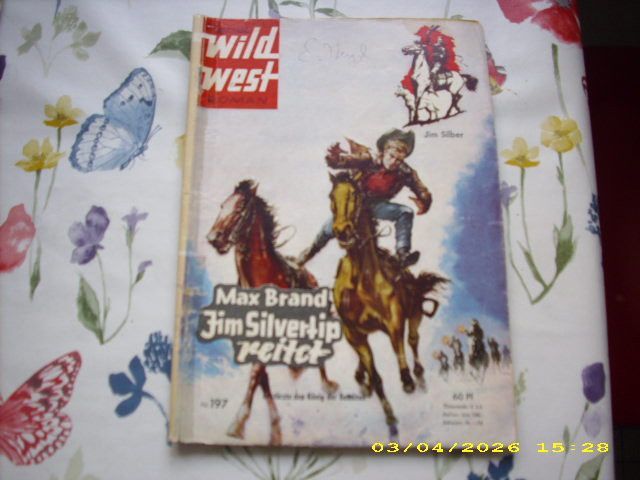 Wild
West
ROMAN
Jim Silber
Max Brand
Jim Silvertip
reitet
Nr. 197
60 Pf
03/04/2026 15:28